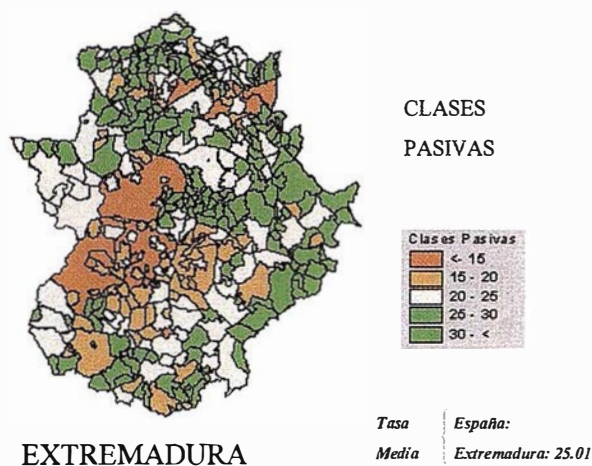 CLASES
PASIVAS
Clases Pasivas
<- 15
15 - 20
20 - 25
25 - 30
30 - <
Tasa España:
Media Extremadura: 25.01
EXTREMADURA